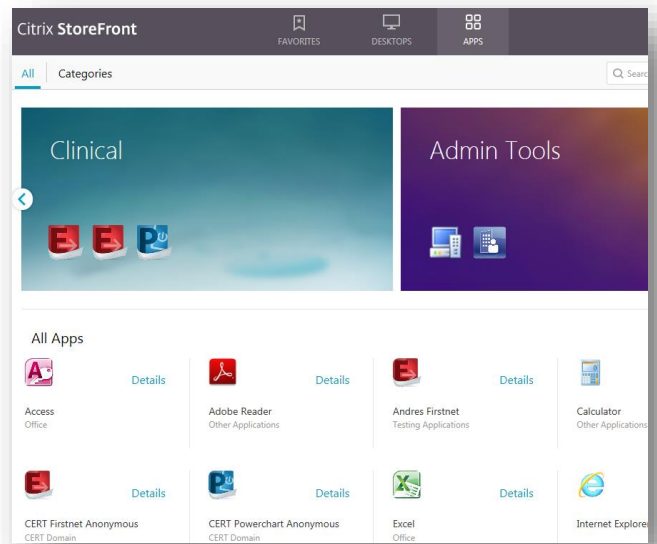 Citrix StoreFront
FAVORITES
DESKTOPS
APPS
All
Categories
Clinical
Admin Tools
All Apps
Details
Details
Details
Access
Office
Adobe Reader
Other Applications
Andres Firstnet
Testing Applications
Calculator
Other Applications
Details
Details
Details
CERT Firstnet Anonymous
CERT Domain
CERT Powerchart Anonymous
CERT Domain
Excel
Office
Internet